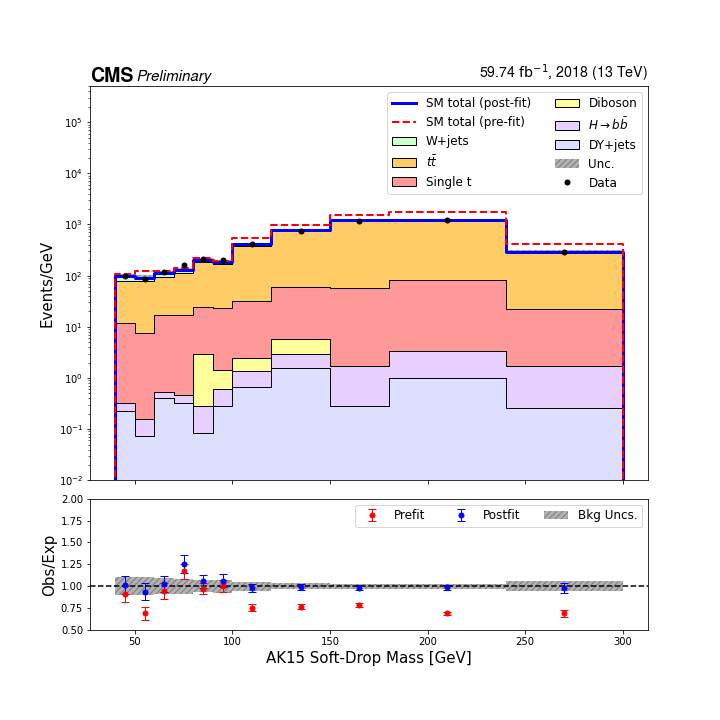 CMS Preliminary 59.74 fb⁻¹, 2018 (13 TeV)
SM total (post-fit)
SM total (pre-fit)
W+jets
tt̄
Single t
Diboson
H→bb̄
DY+jets
Unc.
Data
Events/GeV
10⁵
10⁴
10³
10²
10¹
10⁰
10⁻¹
10⁻²
Prefit Postfit Bkg Uncs.
Obs/Exp
2.00
1.75
1.50
1.25
1.00
0.75
0.50
50 100 150 200 250 300
AK15 Soft-Drop Mass [GeV]